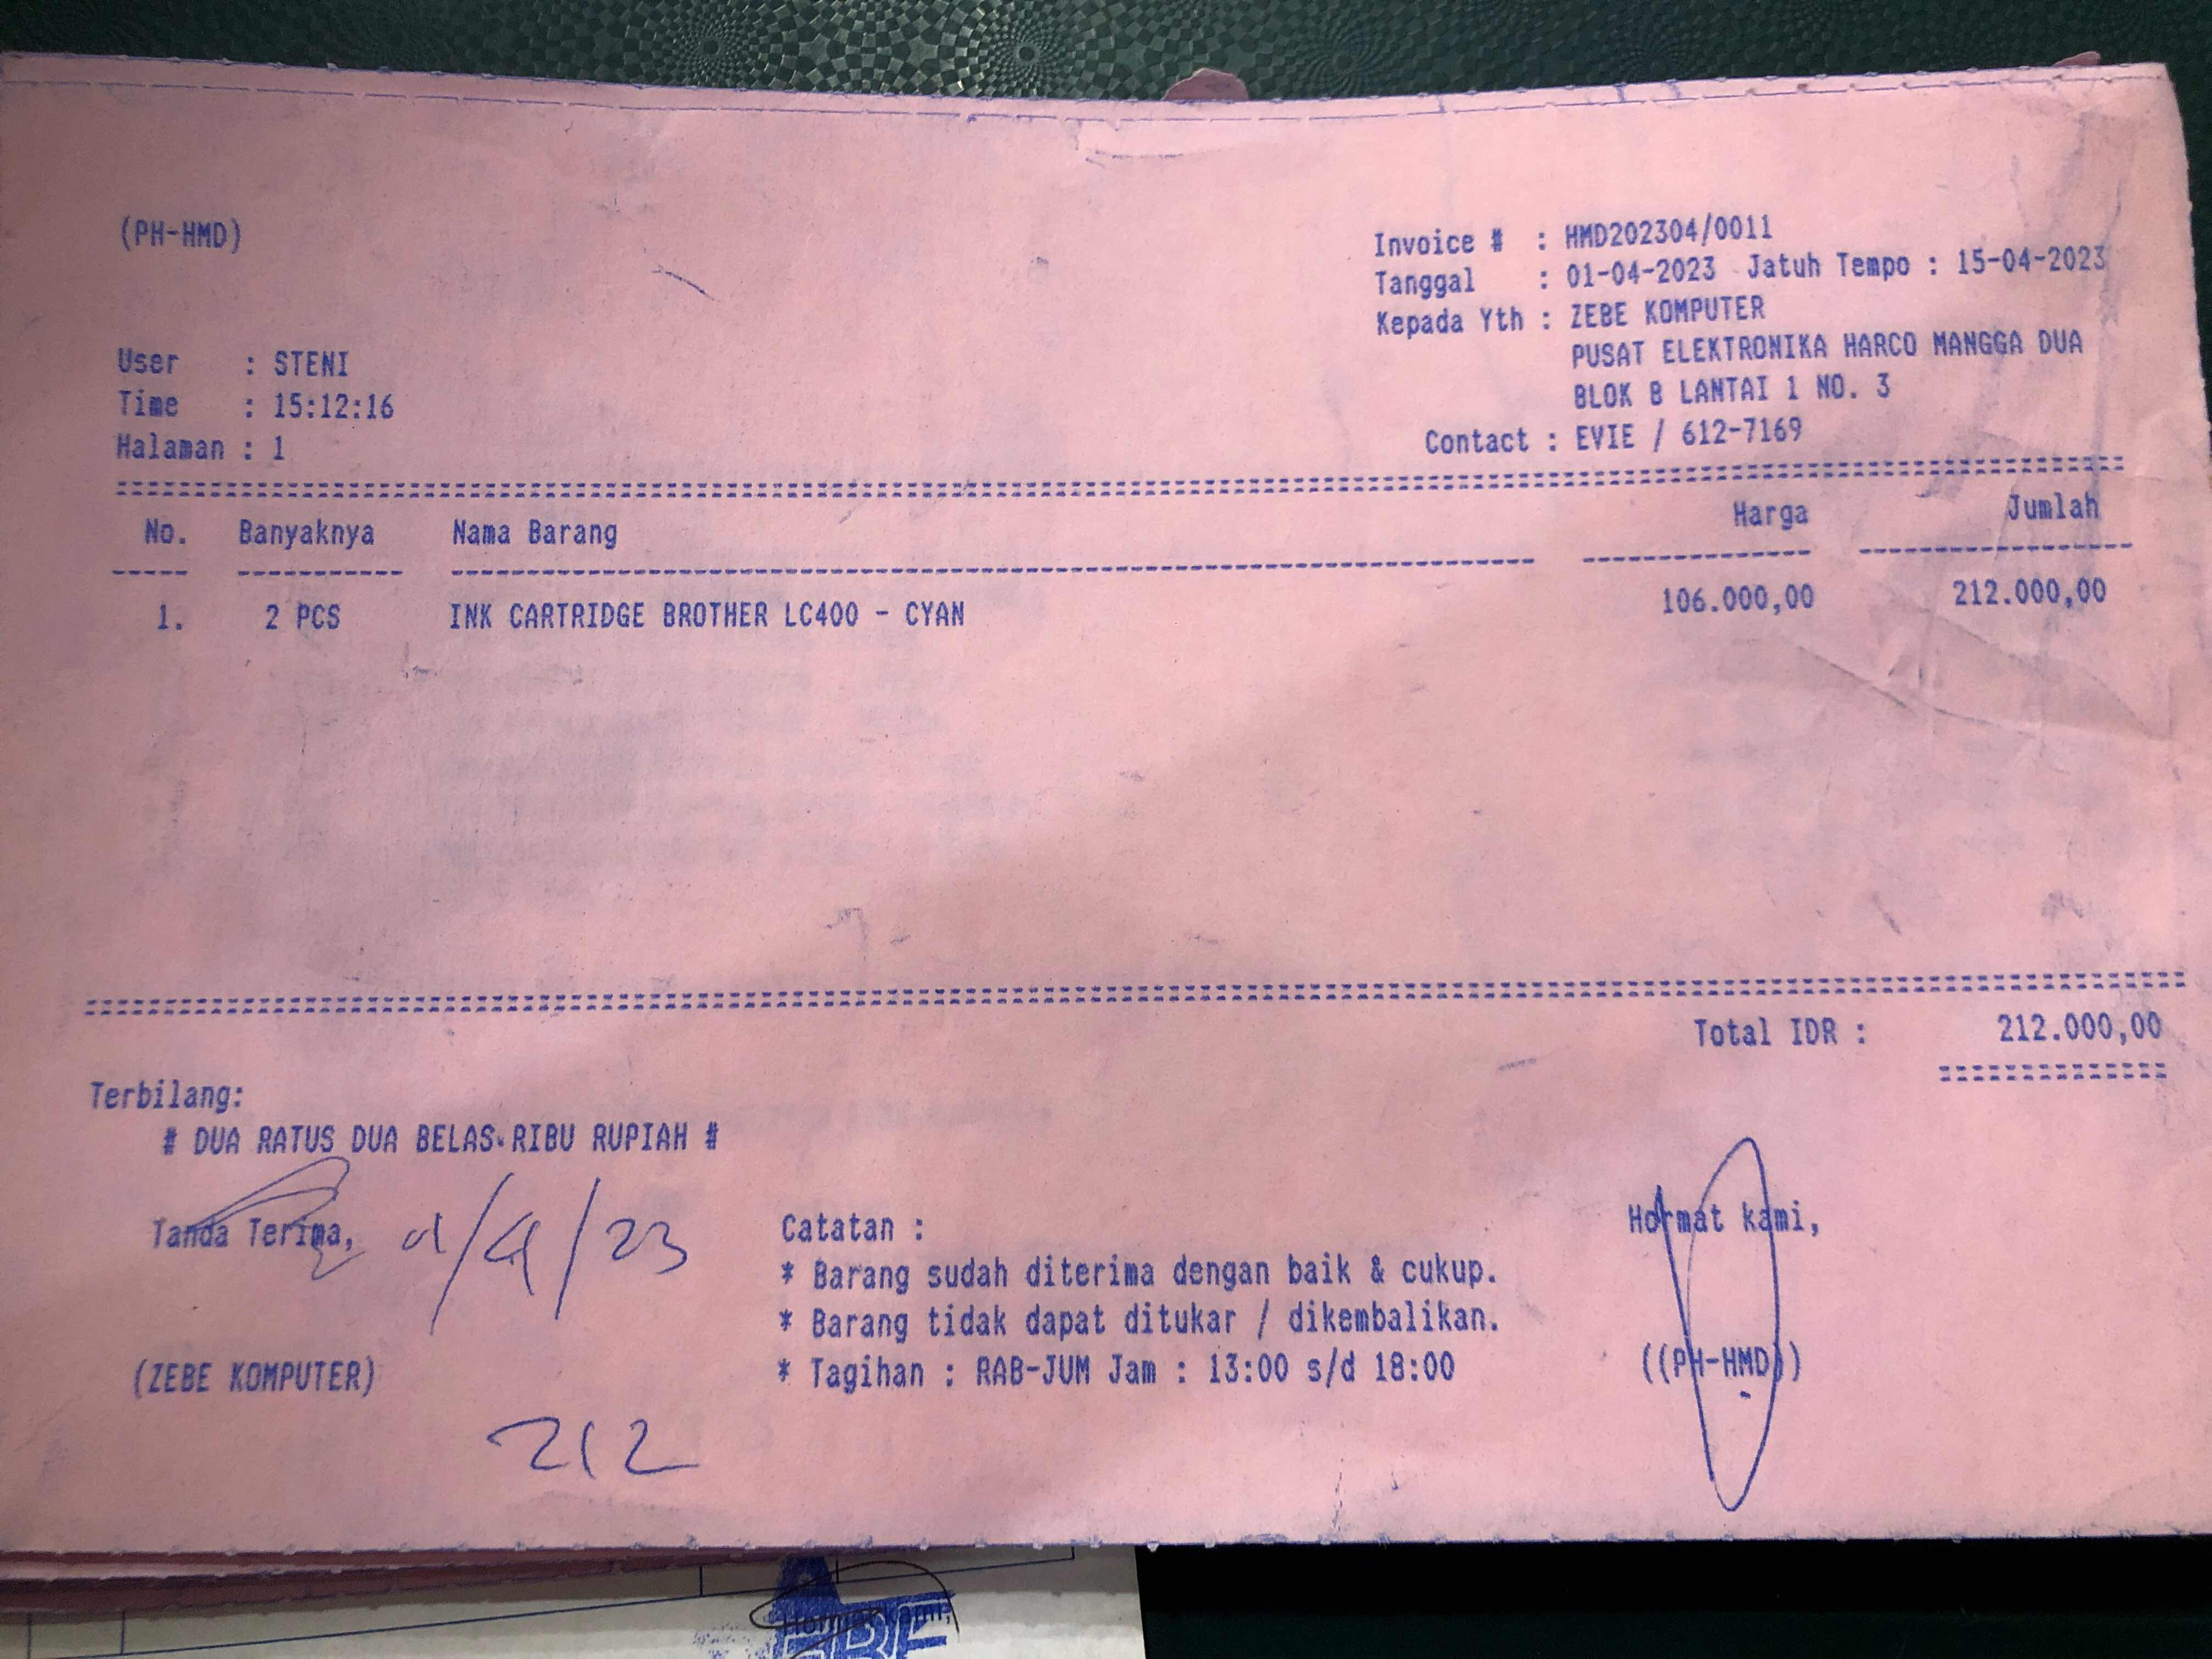 (PH-HMD)
Invoice # : HMD202304/0011
Tanggal : 01-04-2023 Jatuh Tempo : 15-04-2023
Kepada Yth : ZEBE KOMPUTER
PUSAT ELEKTRONIKA HARCO MANGGA DUA
BLOK B LANTAI 1 NO. 3
Contact : EVIE / 612-7169
User : STENI
Time : 15:12:16
Halaman : 1
No. Banyaknya Nama Barang Harga Jumlah
1. 2 PCS INK CARTRIDGE BROTHER LC400 - CYAN 106.000,00 212.000,00
Total IDR : 212.000,00
Terbilang:
# DUA RATUS DUA BELAS RIBU RUPIAH #
Tanda Terima,
/4/23
(ZEBE KOMPUTER)
212
Catatan :
* Barang sudah diterima dengan baik & cukup.
* Barang tidak dapat ditukar / dikembalikan.
* Tagihan : RAB-JUM Jam : 13:00 s/d 18:00
Hormat kami,
((PH-HMD))
Hormat kami,